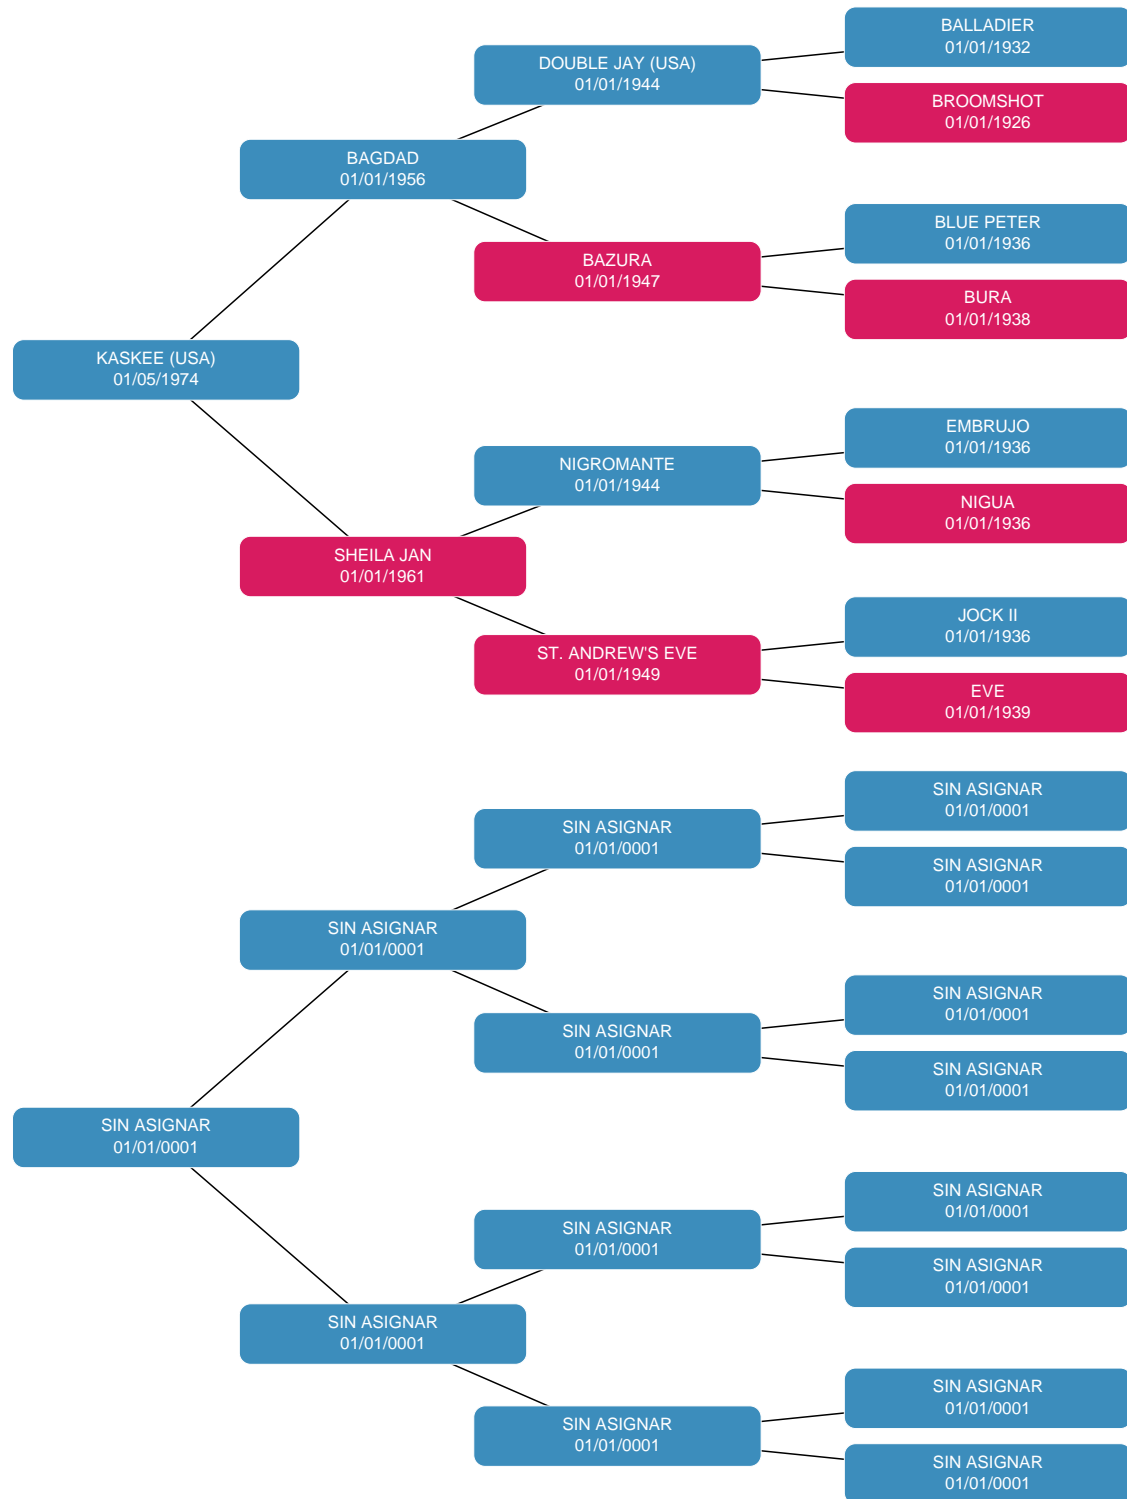 BALLADIER
01/01/1932
DOUBLE JAY (USA)
01/01/1944
BROOMSHOT
01/01/1926
BAGDAD
01/01/1956
BLUE PETER
01/01/1936
BAZURA
01/01/1947
BURA
01/01/1938
KASKEE (USA)
01/05/1974
EMBRUJO
01/01/1936
NIGROMANTE
01/01/1944
NIGUA
01/01/1936
SHEILA JAN
01/01/1961
JOCK II
01/01/1936
ST. ANDREW'S EVE
01/01/1949
EVE
01/01/1939
SIN ASIGNAR
01/01/0001
SIN ASIGNAR
01/01/0001
SIN ASIGNAR
01/01/0001
SIN ASIGNAR
01/01/0001
SIN ASIGNAR
01/01/0001
SIN ASIGNAR
01/01/0001
SIN ASIGNAR
01/01/0001
SIN ASIGNAR
01/01/0001
SIN ASIGNAR
01/01/0001
SIN ASIGNAR
01/01/0001
SIN ASIGNAR
01/01/0001
SIN ASIGNAR
01/01/0001
SIN ASIGNAR
01/01/0001
SIN ASIGNAR
01/01/0001
SIN ASIGNAR
01/01/0001